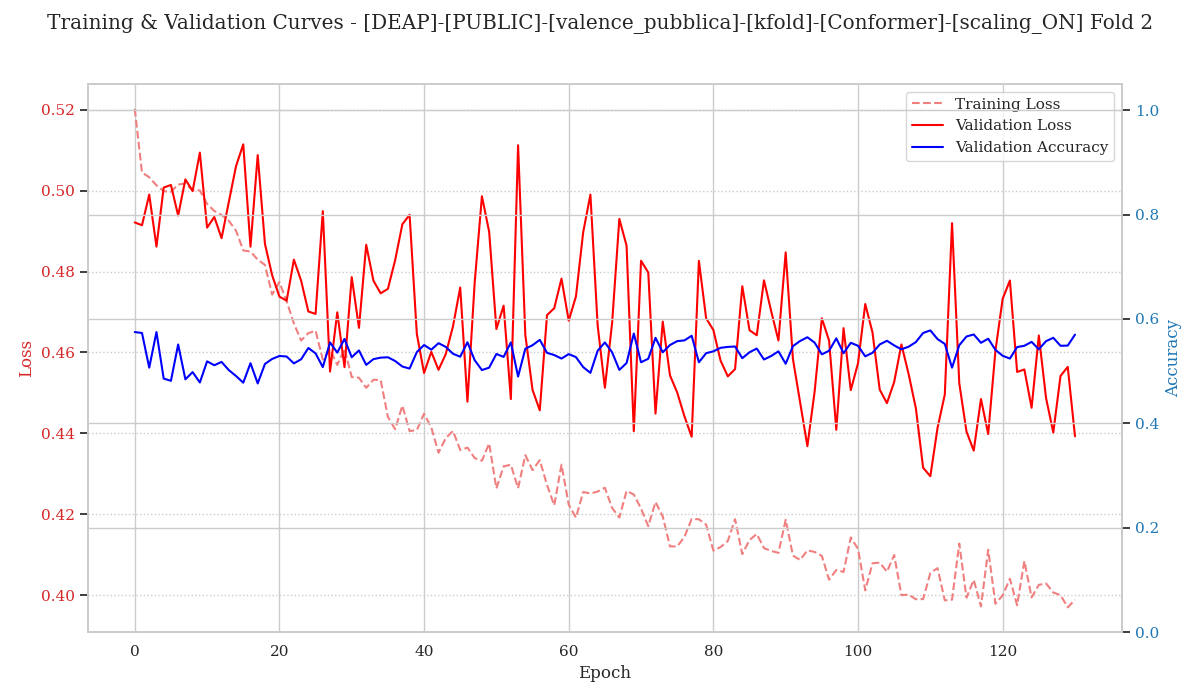 Training & Validation Curves - [DEAP]-[PUBLIC]-[valence_pubblica]-[kfold]-[Conformer]-[scaling_ON] Fold 2
Training Loss
Validation Loss
Validation Accuracy
Loss
0.52
0.50
0.48
0.46
0.44
0.42
0.40
1.0
0.8
0.6
0.4
0.2
0.0
Accuracy
0
20
40
60
80
100
120
Epoch